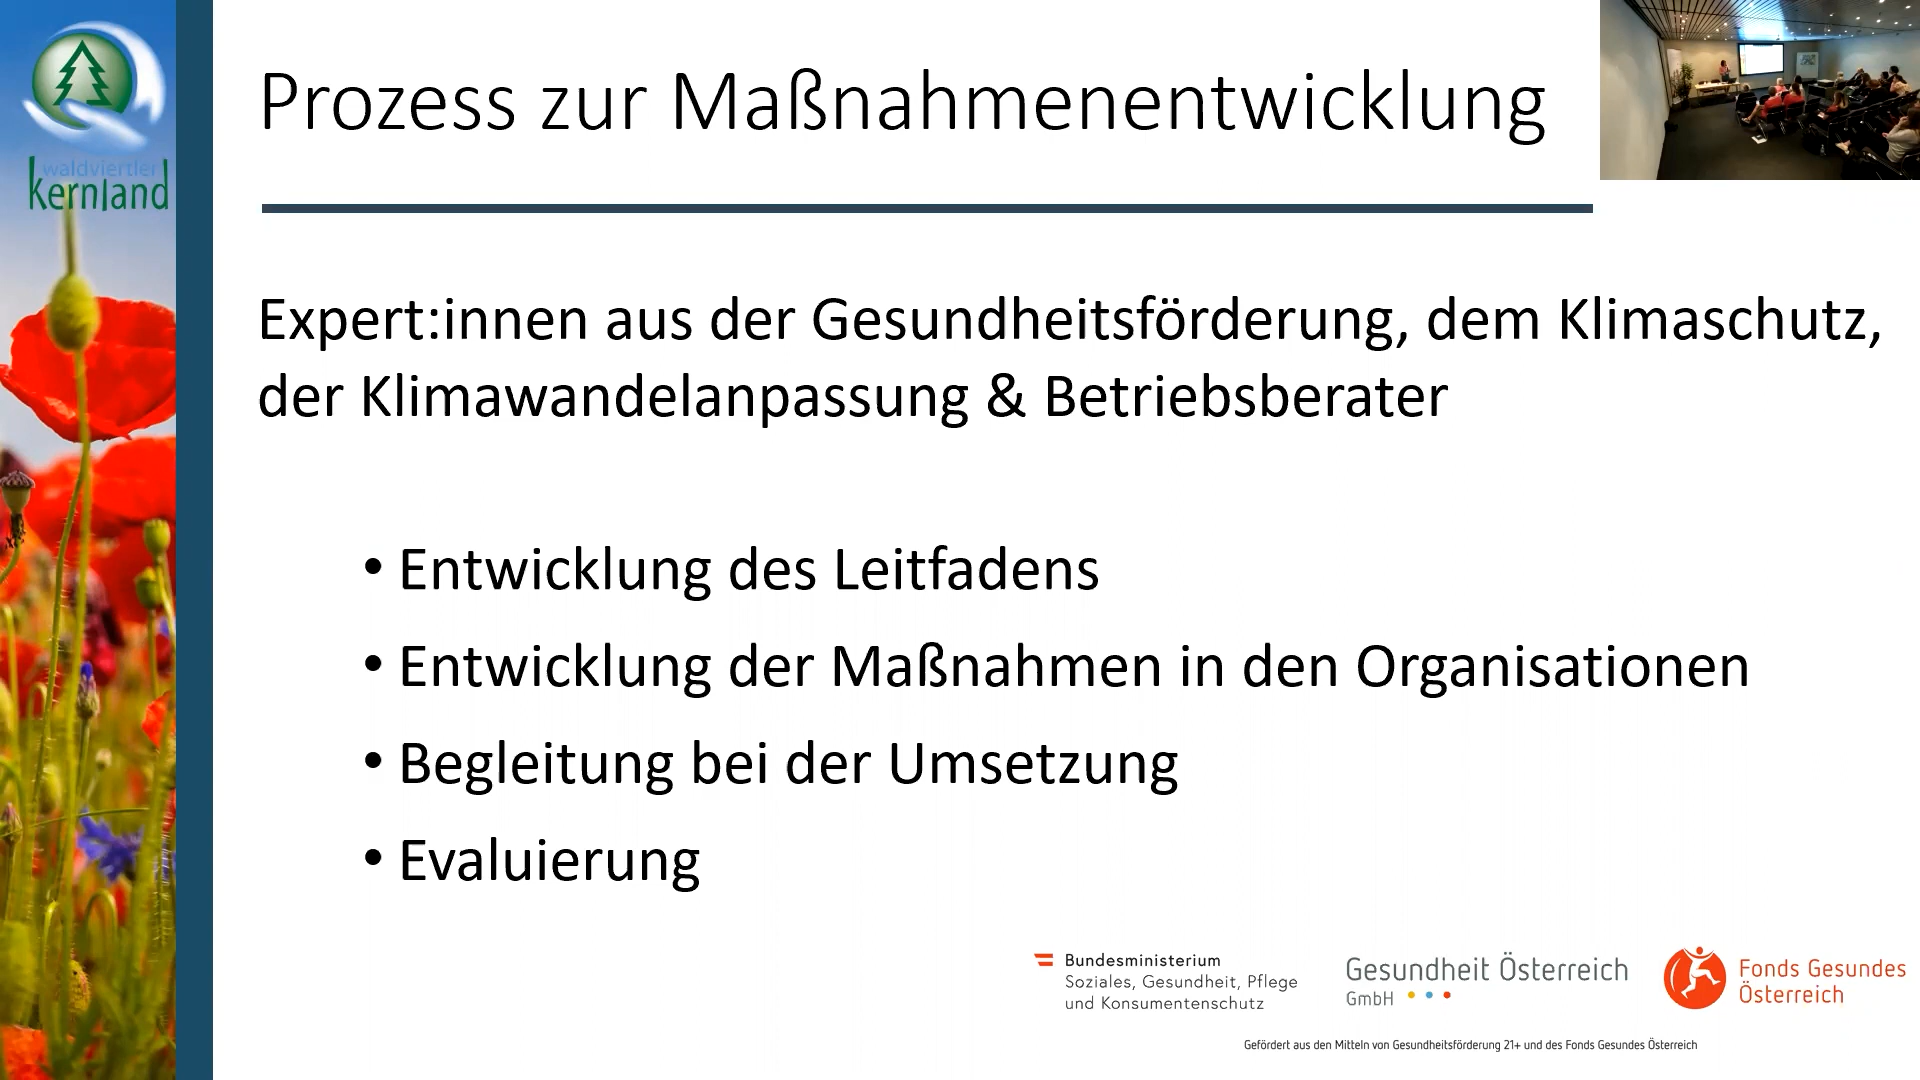 waldviertler
kernland
Prozess zur Maßnahmenentwicklung
Expert:innen aus der Gesundheitsförderung, dem Klimaschutz,
der Klimawandelanpassung & Betriebsberater
• Entwicklung des Leitfadens
• Entwicklung der Maßnahmen in den Organisationen
• Begleitung bei der Umsetzung
• Evaluierung
Bundesministerium
Soziales, Gesundheit, Pflege
und Konsumentenschutz
Gesundheit Österreich
GmbH
Fonds Gesundes
Österreich
Gefördert aus den Mitteln von Gesundheitsförderung 21+ und des Fonds Gesundes Österreich